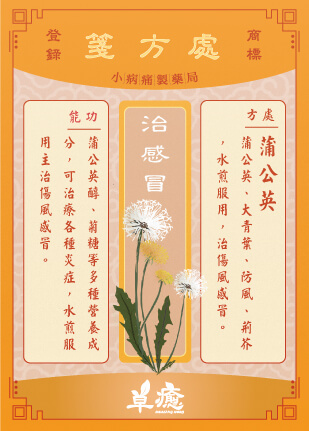 商標
處方箋
登錄
小病痛製藥局
處方
蒲公英
蒲公英、大青葉、防風、荊芥
，水煎服用，治傷風感冒。
治感冒
功能
蒲公英醇、菊糖等多種營養成
分，可治療各種炎症，水煎服
用主治傷風感冒。
草癒